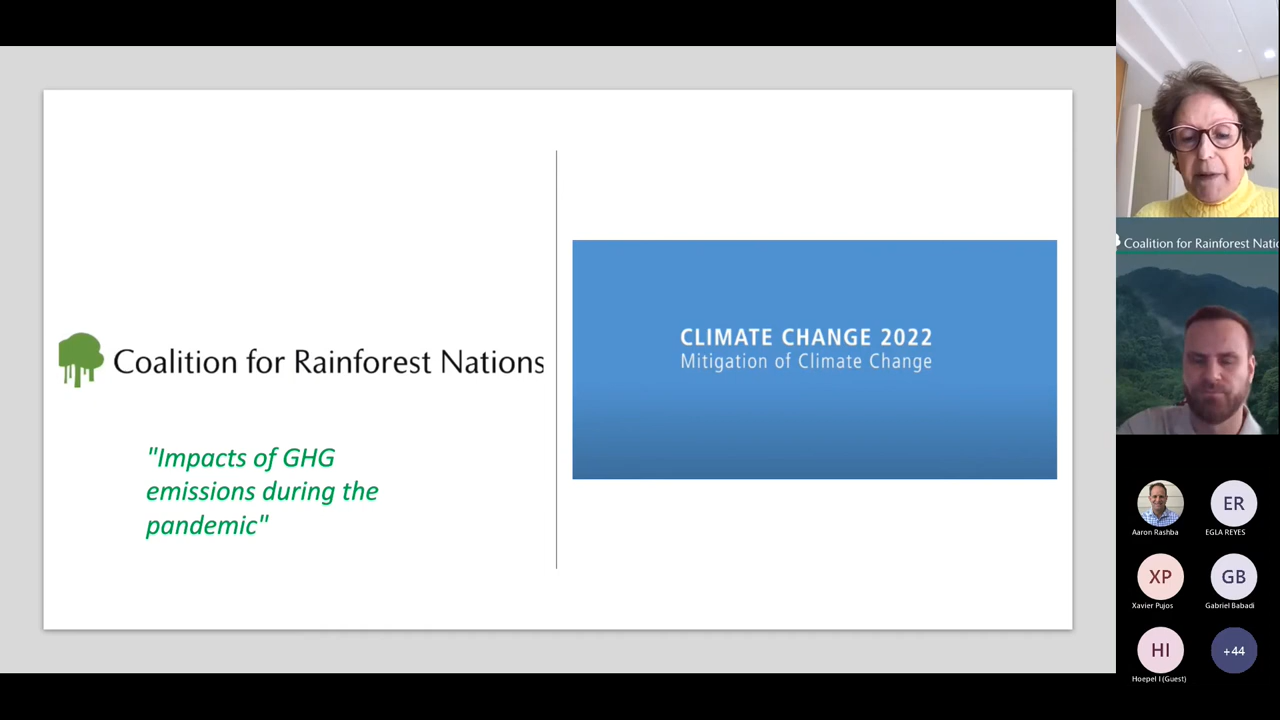 Coalition for Rainforest Nations
"Impacts of GHG
emissions during the
pandemic"
CLIMATE CHANGE 2022
Mitigation of Climate Change
Coalition for Rainforest Natio
Aaron Rashba
ER
EGLA REYES
XP
Xavier Pujos
GB
Gabriel Babadi
HI
Hoepel I (Guest)
+44